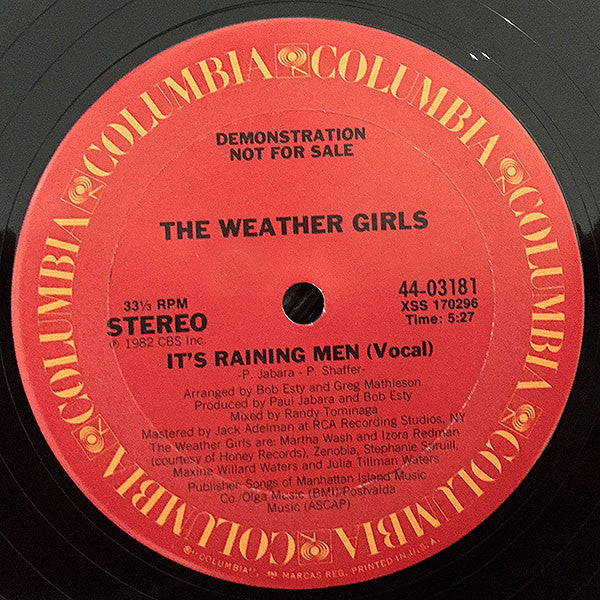 COLUMBIA COLUMBIA COLUMBIA COLUMBIA COLUMBIA COLUMBIA
DEMONSTRATION
NOT FOR SALE
THE WEATHER GIRLS
33⅓ RPM
STEREO
℗ 1982 CBS Inc.
44-03181
XSS 170296
Time: 5:27
IT'S RAINING MEN (Vocal)
-P. Jabara - P. Shaffer-
Arranged by Bob Esty and Greg Mathieson
Produced by Paul Jabara and Bob Esty
Mixed by Randy Tominaga
Mastered by Jack Adelman at RCA Recording Studios, NY
The Weather Girls are: Martha Wash and Izora Redman
(courtesy of Honey Records), Zenobia, Stephanie Spruill,
Maxine Willard Waters and Julia Tillman Waters
Publisher: Songs of Manhattan Island Music
Co./Olga Music (BMI)/Postvalda
Music (ASCAP)
® "COLUMBIA", MARCAS REG. PRINTED IN U.S.A.